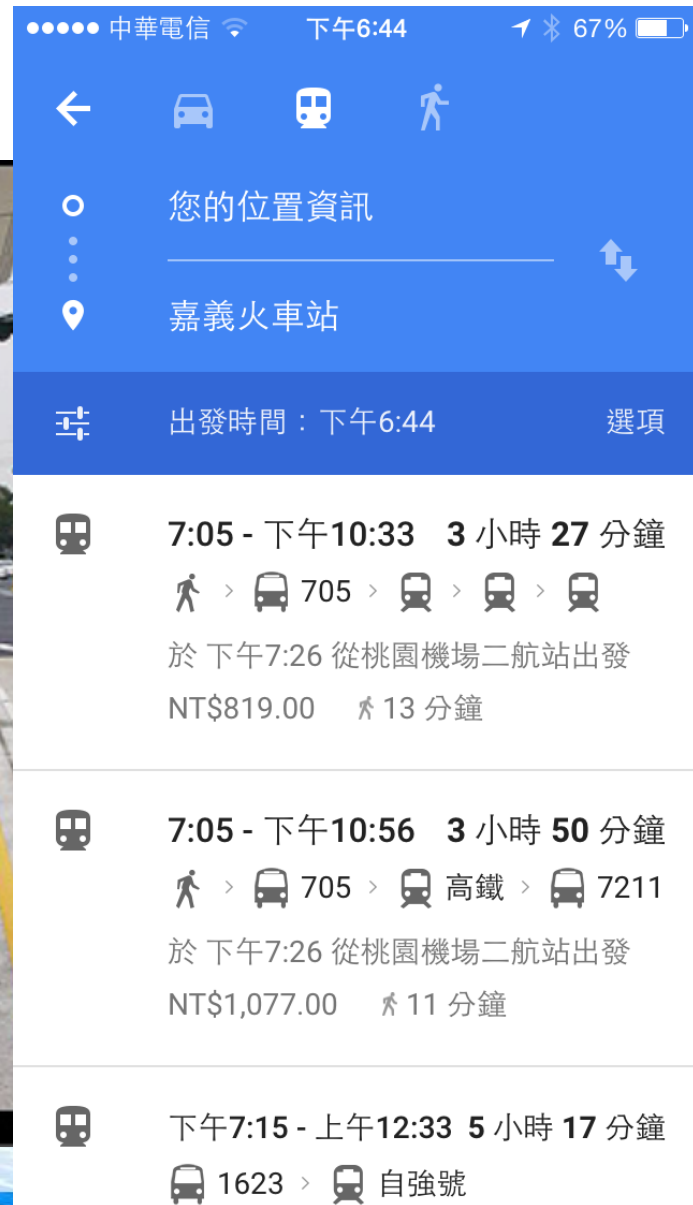 中華電信 下午6:44 67%
您的位置資訊
嘉義火車站
出發時間：下午6:44 選項
7:05 - 下午10:33 3 小時 27 分鐘
705
於 下午7:26 從桃園機場二航站出發
NT$819.00 13 分鐘
7:05 - 下午10:56 3 小時 50 分鐘
705 高鐵 7211
於 下午7:26 從桃園機場二航站出發
NT$1,077.00 11 分鐘
下午7:15 - 上午12:33 5 小時 17 分鐘
1623 自強號